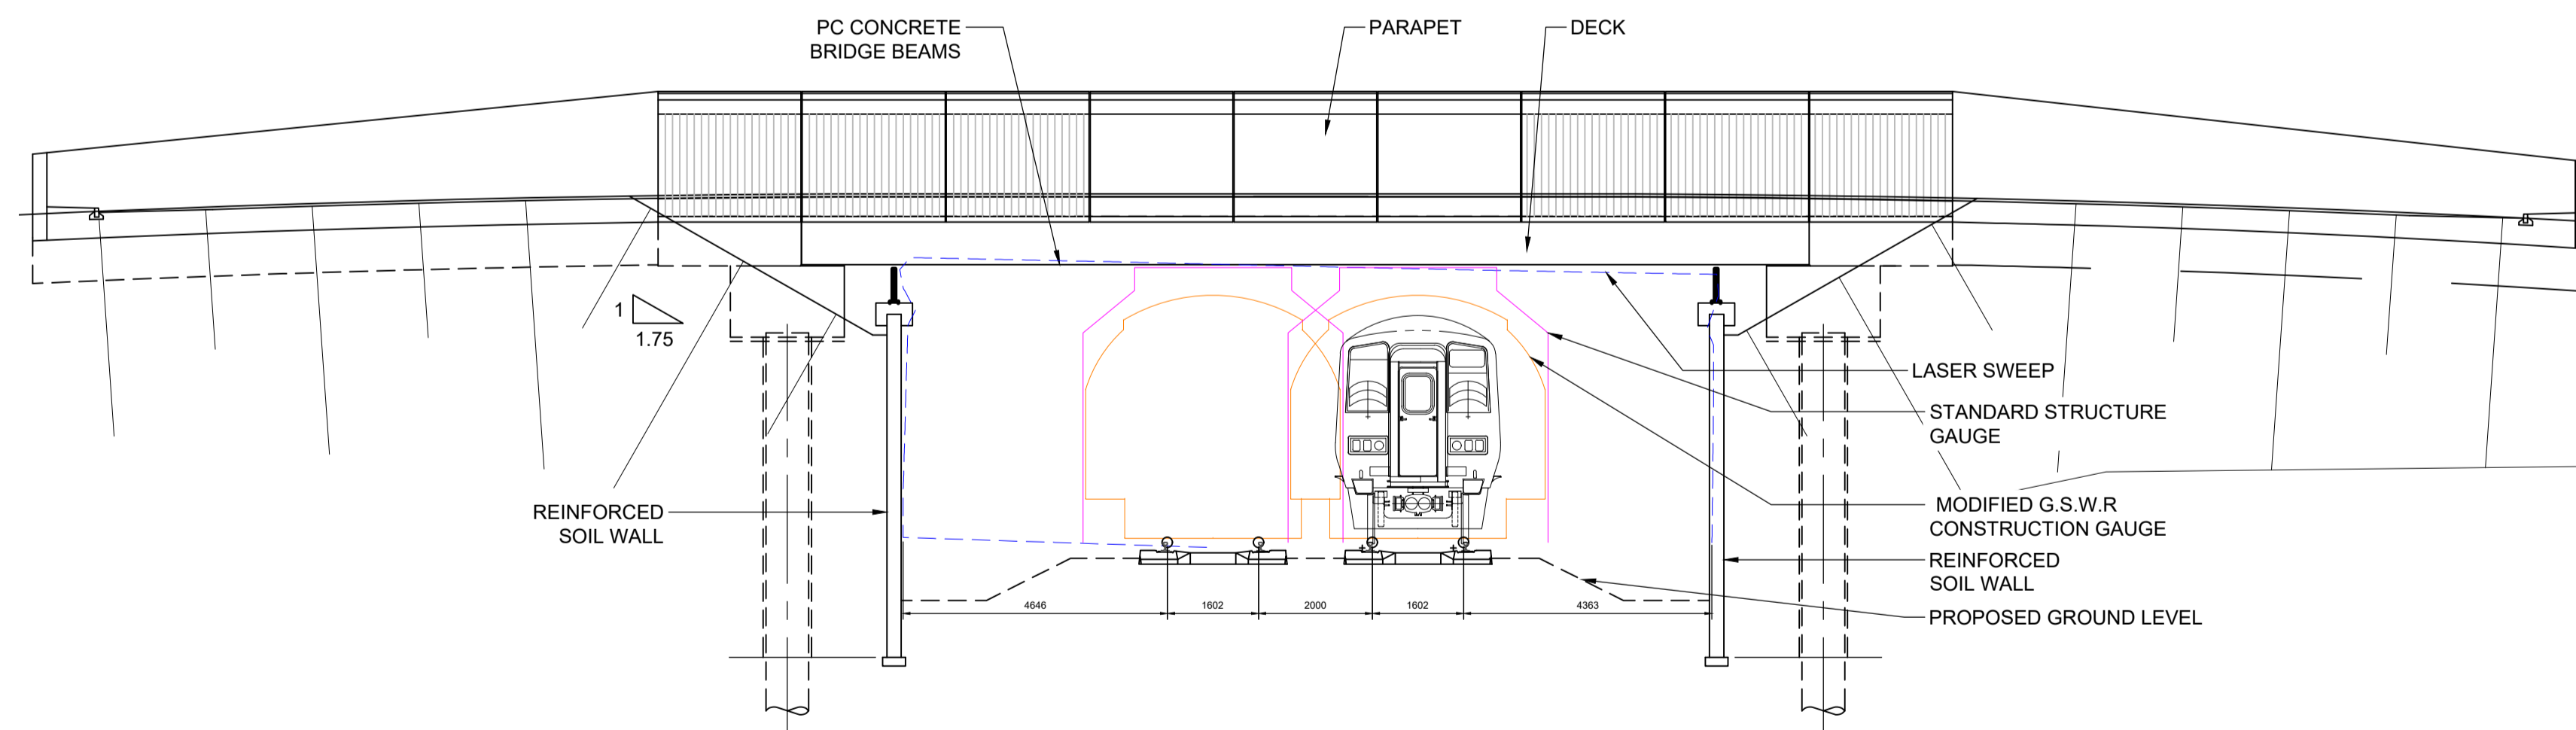 PC CONCRETE
BRIDGE BEAMS
PARAPET
DECK
1
1.75
LASER SWEEP
STANDARD STRUCTURE
GAUGE
MODIFIED G.S.W.R
CONSTRUCTION GAUGE
REINFORCED
SOIL WALL
REINFORCED
SOIL WALL
4646
1602
2000
1602
4363
PROPOSED GROUND LEVEL